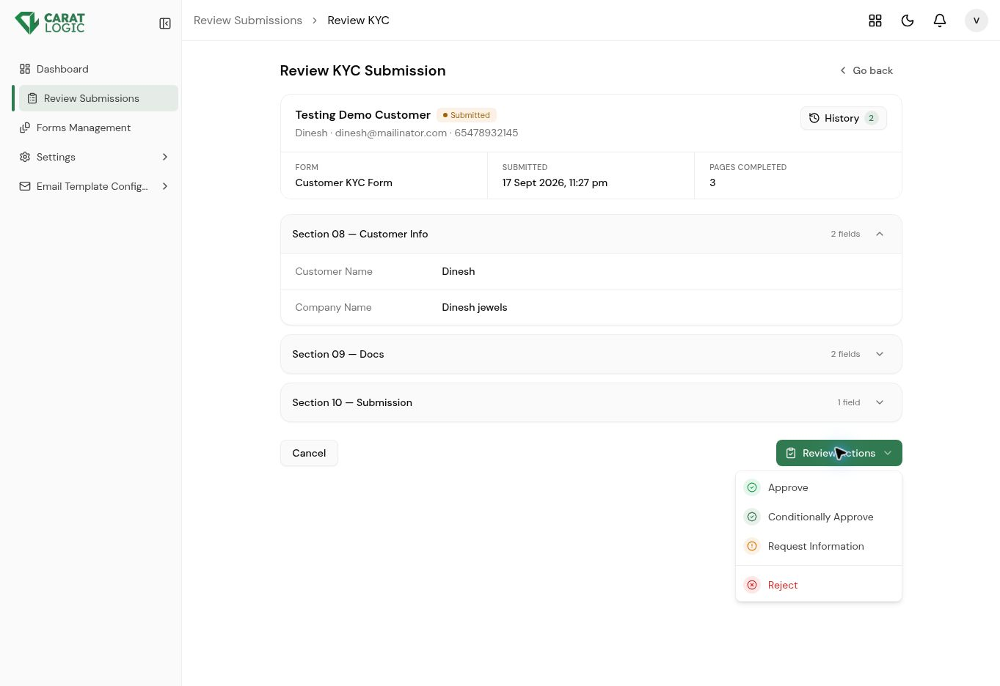 CARAT
LOGIC
Review Submissions > Review KYC
V
Dashboard
Review Submissions
Forms Management
Settings
Email Template Config...
Review KYC Submission
Go back
Testing Demo Customer
Submitted
History 2
Dinesh · dinesh@mailinator.com · 65478932145
FORM
Customer KYC Form
SUBMITTED
17 Sept 2026, 11:27 pm
PAGES COMPLETED
3
Section 08 — Customer Info
2 fields
Customer Name Dinesh
Company Name Dinesh jewels
Section 09 — Docs
2 fields
Section 10 — Submission
1 field
Cancel
Review Actions
Approve
Conditionally Approve
Request Information
Reject